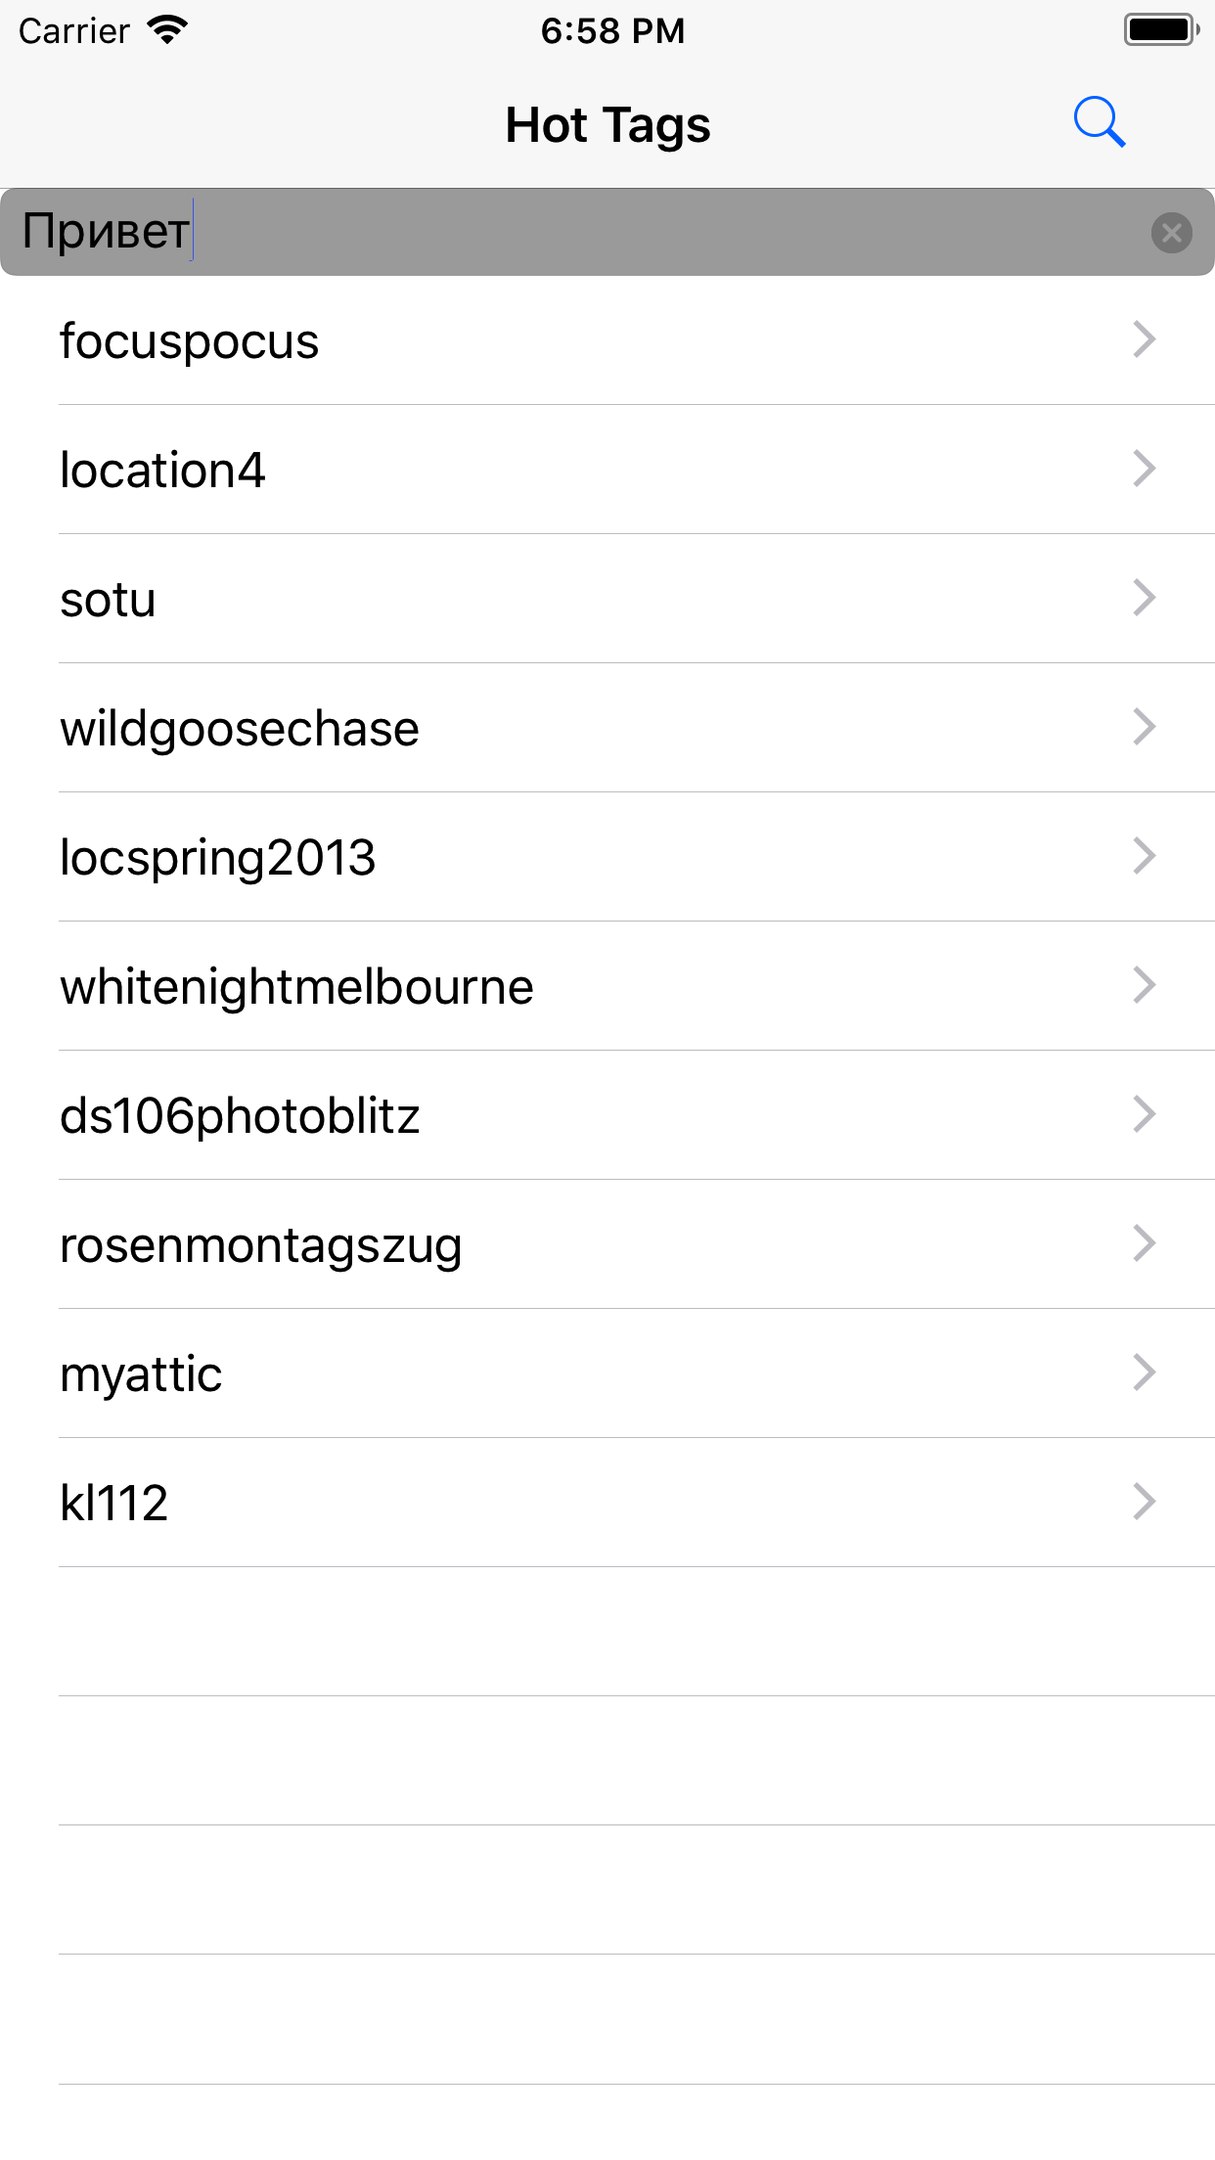 Carrier 6:58 PM
Hot Tags
Привет
focuspocus
location4
sotu
wildgoosechase
locspring2013
whitenightmelbourne
ds106photoblitz
rosenmontagszug
myattic
kl112